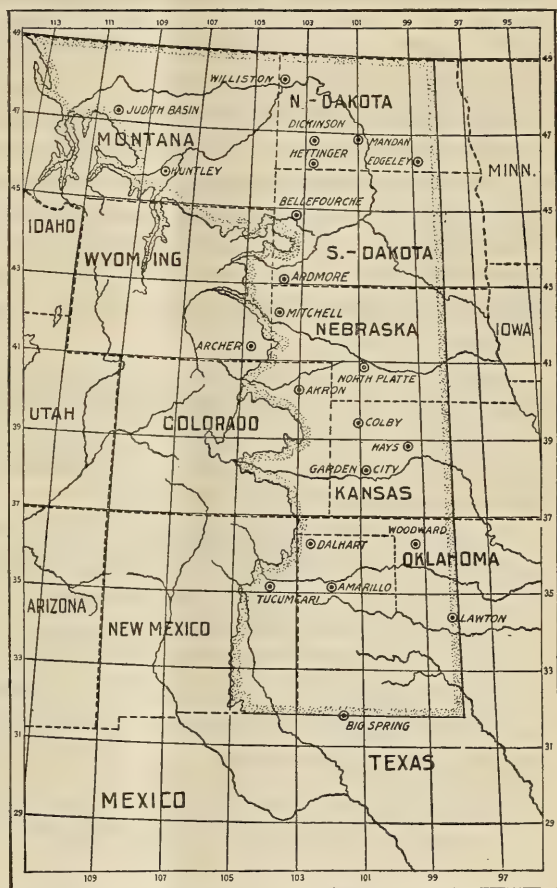 113 111 109 107 105 103 101 99 97 95
49 49
WILLISTON
N.-DAKOTA
JUDITH BASIN
DICKINSON
47 MONTANA MANDAN 47
HETTINGER EDGELEY
HUNTLEY MINN.
45 BELLEFOURCHE 45
IDAHO
WYOMING S.-DAKOTA
43 ARDMORE 43
MITCHELL
NEBRASKA IOWA
41 ARCHER 41
NORTH PLATTE
AKRON
UTAH COLORADO COLBY
39 HAYS 39
GARDEN CITY
KANSAS
37 37
WOODWARD
DALHART OKLAHOMA
35 TUCUMCARI AMARILLO 35
ARIZONA LAWTON
NEW MEXICO
33 33
BIG SPRING
31 31
TEXAS
MEXICO
29 29
109 107 105 103 101 99 97